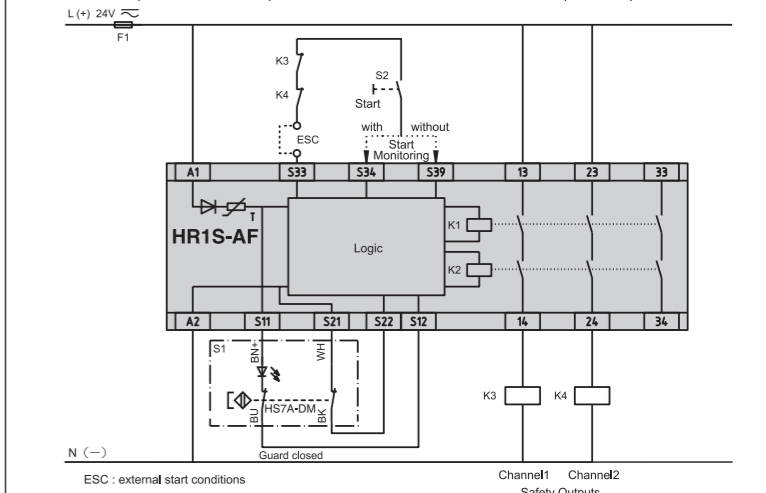 L (+) 24V
F1
K3
K4
S2
Start
with without
ESC
Start
Monitoring
A1 S33 S34 S39 13 23 33
T
HR1S-AF
Logic
K1
K2
A2 S11 S21 S22 S12 14 24 34
S1
BN+
WH
HS7A-DM
BU
BK
K3 K4
Guard closed
N (—)
ESC : external start conditions
Channel1 Channel2
Safety Outputs